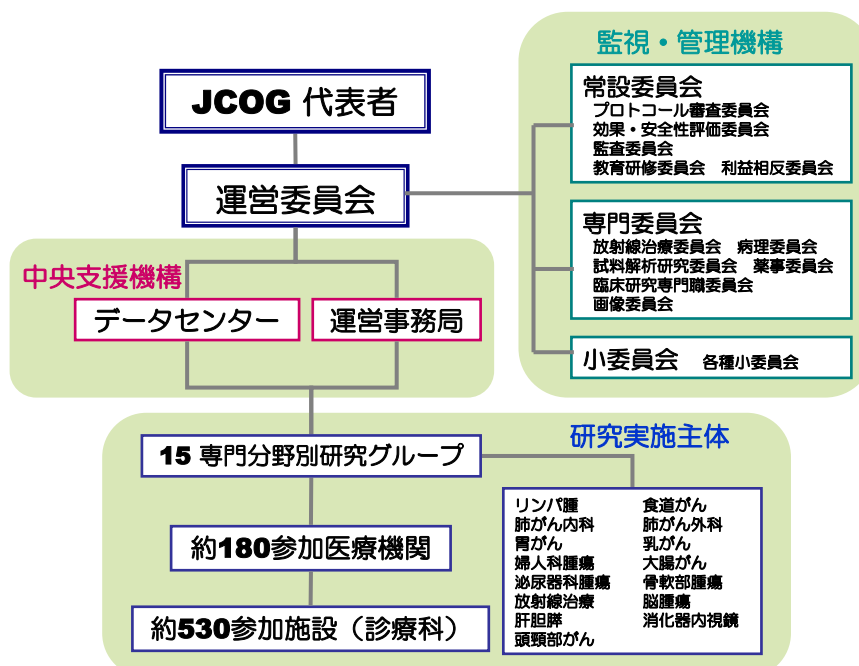 監視・管理機構
JCOG 代表者
運営委員会
常設委員会
プロトコール審査委員会
効果・安全性評価委員会
監査委員会
教育研修委員会 利益相反委員会
専門委員会
放射線治療委員会 病理委員会
試料解析研究委員会 薬事委員会
臨床研究専門職委員会
画像委員会
小委員会 各種小委員会
中央支援機構
データセンター
運営事務局
研究実施主体
15 専門分野別研究グループ
約180参加医療機関
約530参加施設（診療科）
リンパ腫 食道がん
肺がん内科 肺がん外科
胃がん 乳がん
婦人科腫瘍 大腸がん
泌尿器科腫瘍 骨軟部腫瘍
放射線治療 脳腫瘍
肝胆膵 消化器内視鏡
頭頸部がん